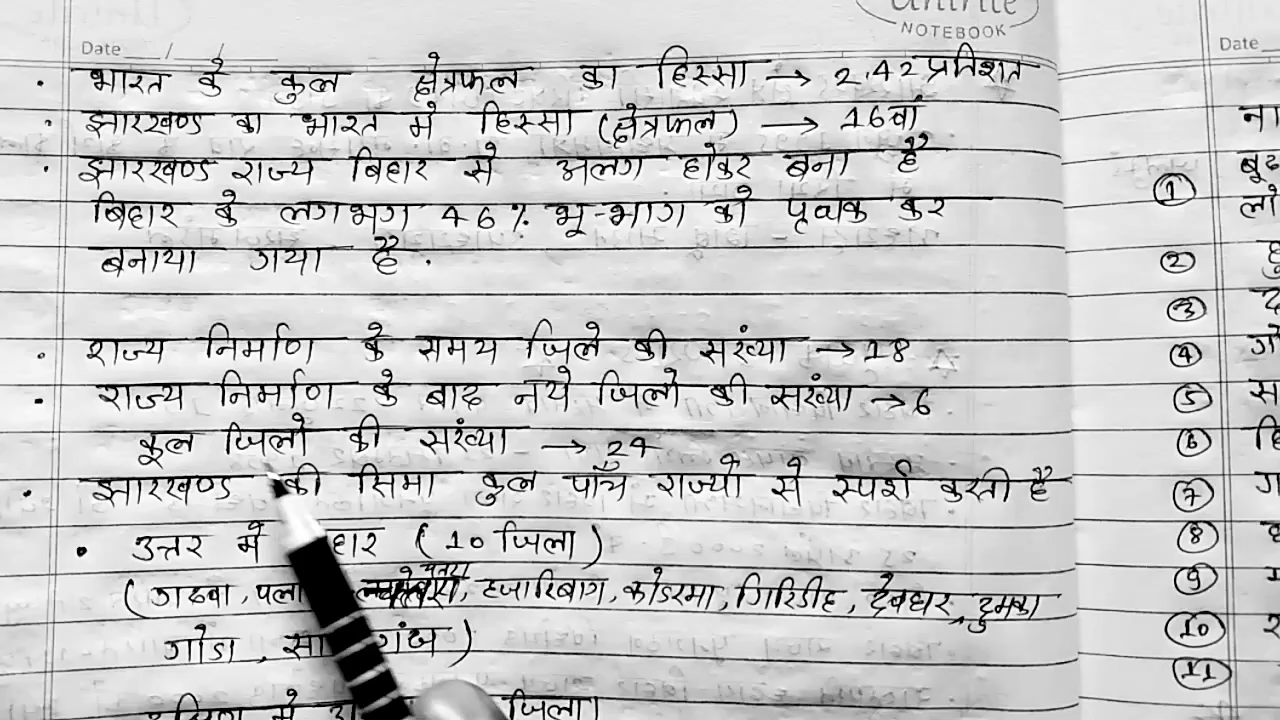 NOTEBOOK
Date
Date
• भारत के कुल क्षेत्रफल का हिस्सा → 2.42 प्रतिशत
• झारखण्ड का भारत मे हिस्सा (क्षेत्रफल) → 16वां
• झारखण्ड राज्य बिहार से अलग होकर बना है
बिहार के लगभग 46% भू-भाग को पृथक कर
बनाया गया है .
• राज्य निर्माण के समय जिले की संख्या → 18
• राज्य निर्माण के बाद नये जिलो की संख्या → 6
कूल जिलो की संख्या → 24
• झारखण्ड की सिमा कुल पाँच राज्यो से स्पर्श करती है
• उत्तर मे (10 जिला)
(गढवा, चतरा, हजारिबाग, कोडरमा, गिरिडीह, देवघर, दुमका
गोडा,
मे जिला)
1
2
3
4
5
6
7
8
9
10
11